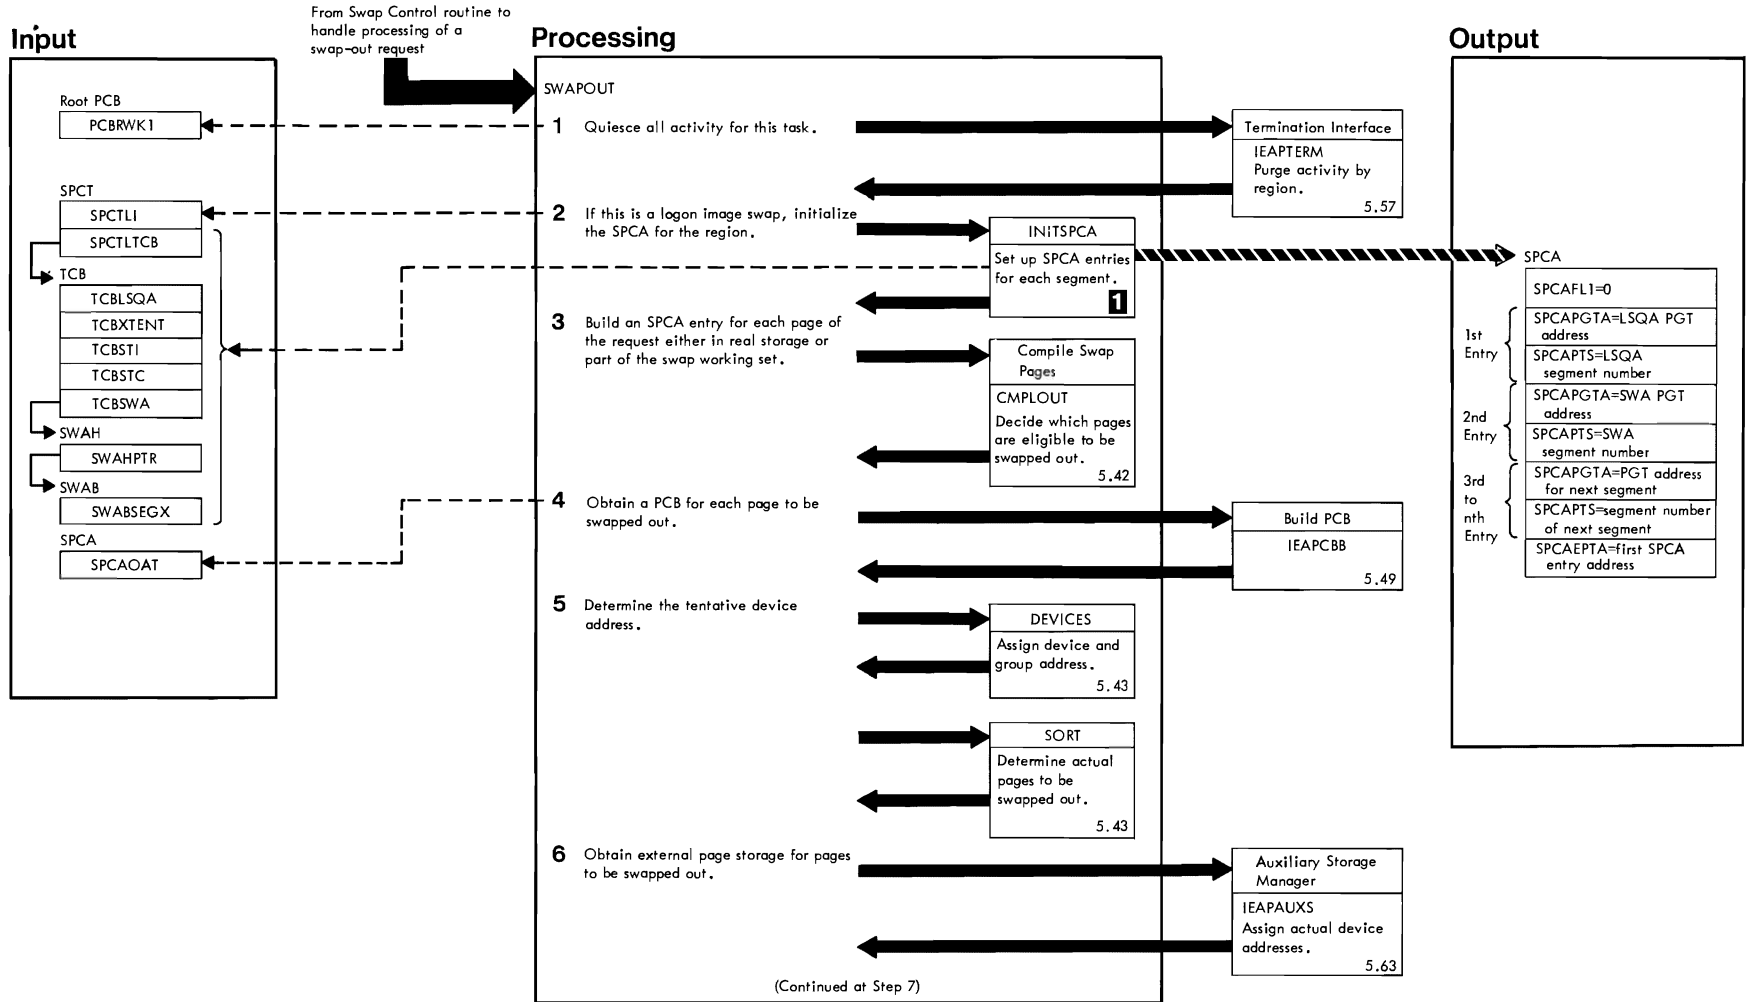 From Swap Control routine to
handle processing of a
swap-out request
Input
Root PCB
PCBRWK1
SPCT
SPCTLI
SPCTLTCB
TCB
TCBLSQA
TCBXTENT
TCBSTI
TCBSTC
TCBSWA
SWAH
SWAHPTR
SWAB
SWABSEGX
SPCA
SPCAOAT
Processing
SWAPOUT
1 Quiesce all activity for this task.
Termination Interface
IEAPTERM
Purge activity by
region.
5.57
2 If this is a logon image swap, initialize
the SPCA for the region.
INITSPCA
Set up SPCA entries
for each segment.
1
3 Build an SPCA entry for each page of
the request either in real storage or
part of the swap working set.
Compile Swap
Pages
CMPLOUT
Decide which pages
are eligible to be
swapped out.
5.42
4 Obtain a PCB for each page to be
swapped out.
Build PCB
IEAPCBB
5.49
5 Determine the tentative device
address.
DEVICES
Assign device and
group address.
5.43
SORT
Determine actual
pages to be
swapped out.
5.43
6 Obtain external page storage for pages
to be swapped out.
Auxiliary Storage
Manager
IEAPAUXS
Assign actual device
addresses.
5.63
(Continued at Step 7)
Output
SPCA
SPCAFL1=0
1st
Entry
SPCAPGTA=LSQA PGT
address
SPCAPTS=LSQA
segment number
2nd
Entry
SPCAPGTA=SWA PGT
address
SPCAPTS=SWA
segment number
3rd
to
nth
Entry
SPCAPGTA=PGT address
for next segment
SPCAPTS=segment number
of next segment
SPCAEPTA=first SPCA
entry address